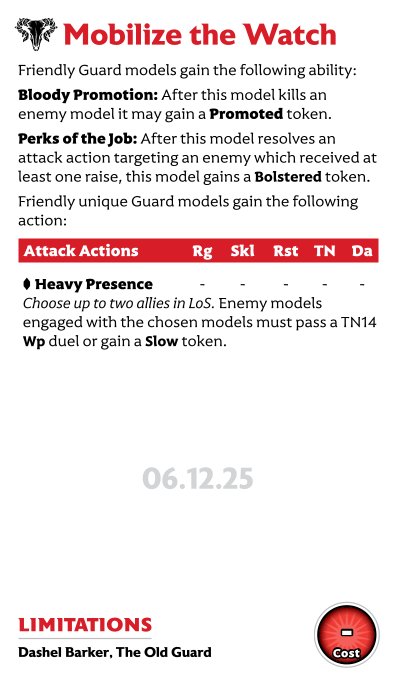 Mobilize the Watch
Friendly Guard models gain the following ability:
Bloody Promotion: After this model kills an
enemy model it may gain a Promoted token.
Perks of the Job: After this model resolves an
attack action targeting an enemy which received at
least one raise, this model gains a Bolstered token.
Friendly unique Guard models gain the following
action:
Attack Actions Rg Skl Rst TN Da
Heavy Presence - - - - -
Choose up to two allies in LoS. Enemy models
engaged with the chosen models must pass a TN14
Wp duel or gain a Slow token.
06.12.25
LIMITATIONS
Dashel Barker, The Old Guard
-
Cost